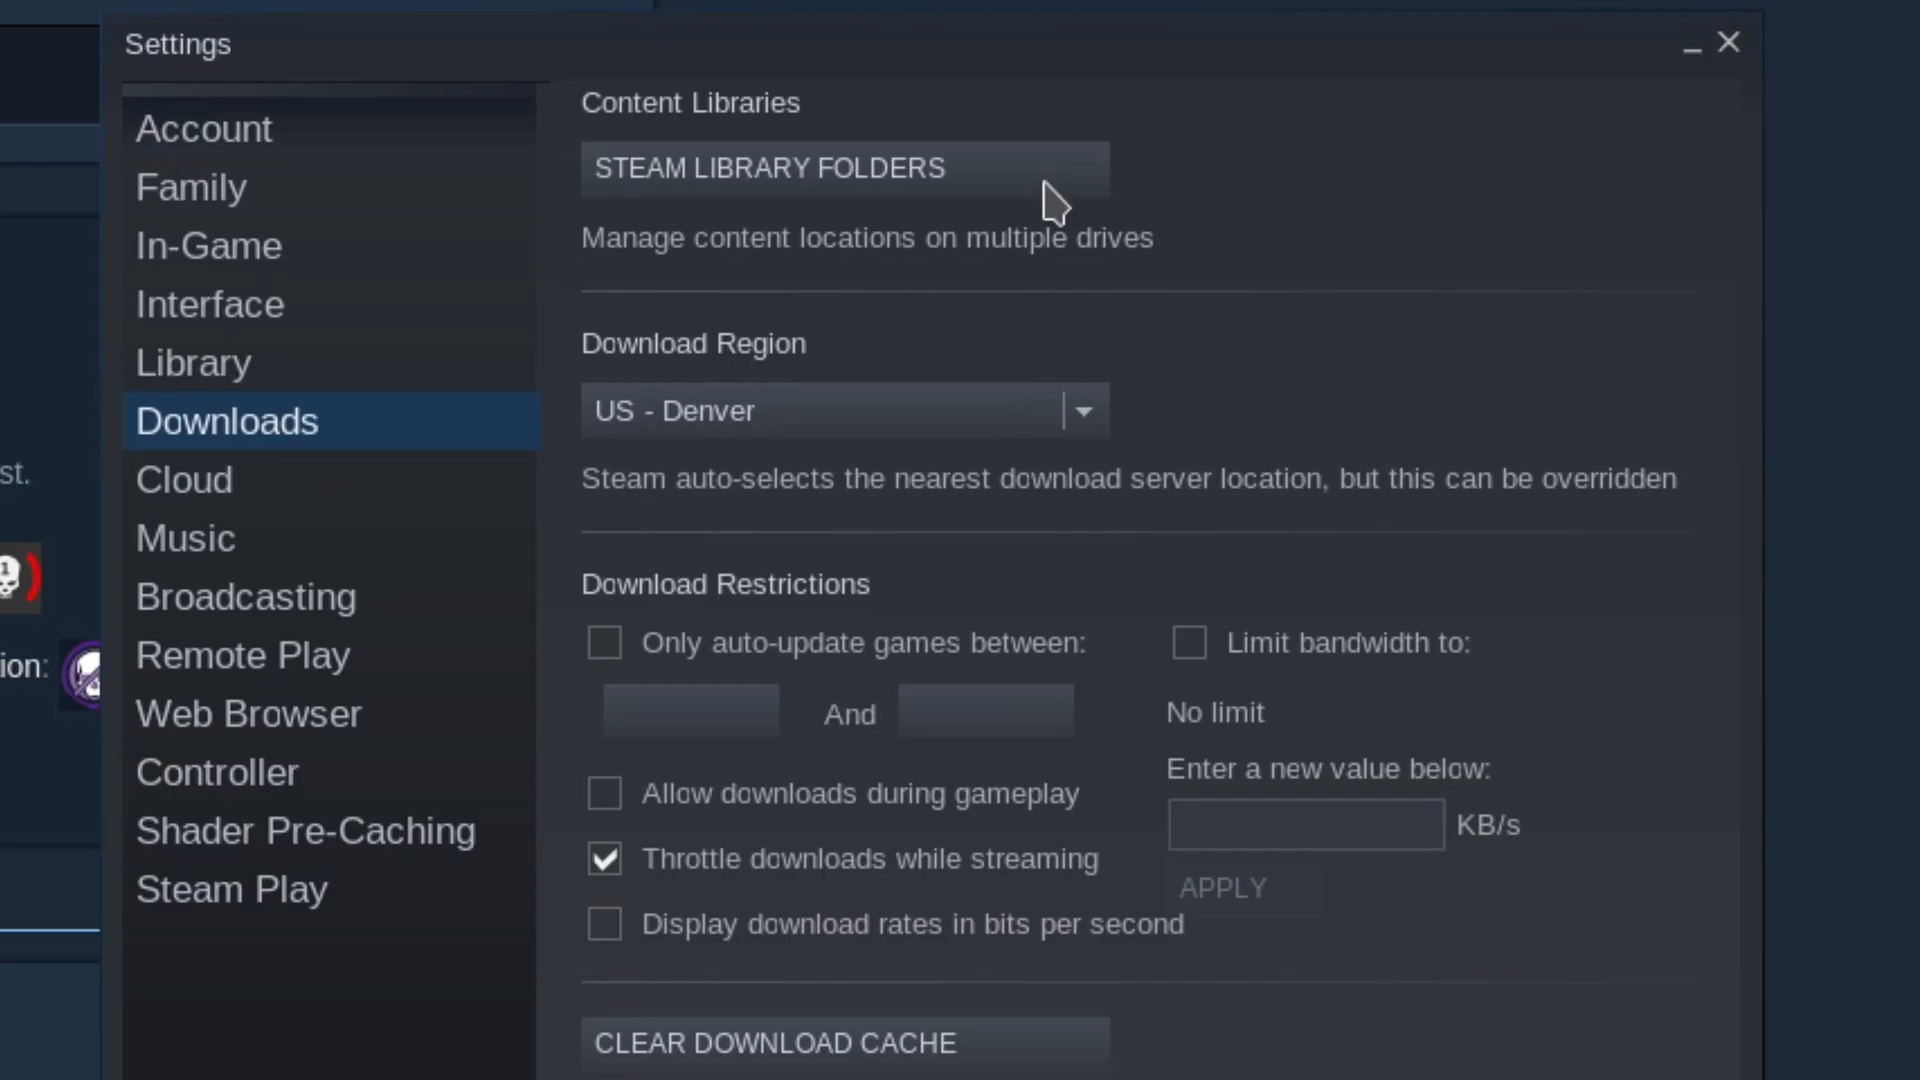 Settings
Account
Family
In-Game
Interface
Library
Downloads
Cloud
Music
Broadcasting
Remote Play
Web Browser
Controller
Shader Pre-Caching
Steam Play
Content Libraries
STEAM LIBRARY FOLDERS
Manage content locations on multiple drives
Download Region
US - Denver
Steam auto-selects the nearest download server location, but this can be overridden
Download Restrictions
Only auto-update games between:
And
Allow downloads during gameplay
Throttle downloads while streaming
Display download rates in bits per second
Limit bandwidth to:
No limit
Enter a new value below:
KB/s
APPLY
CLEAR DOWNLOAD CACHE
st.
1
ion: